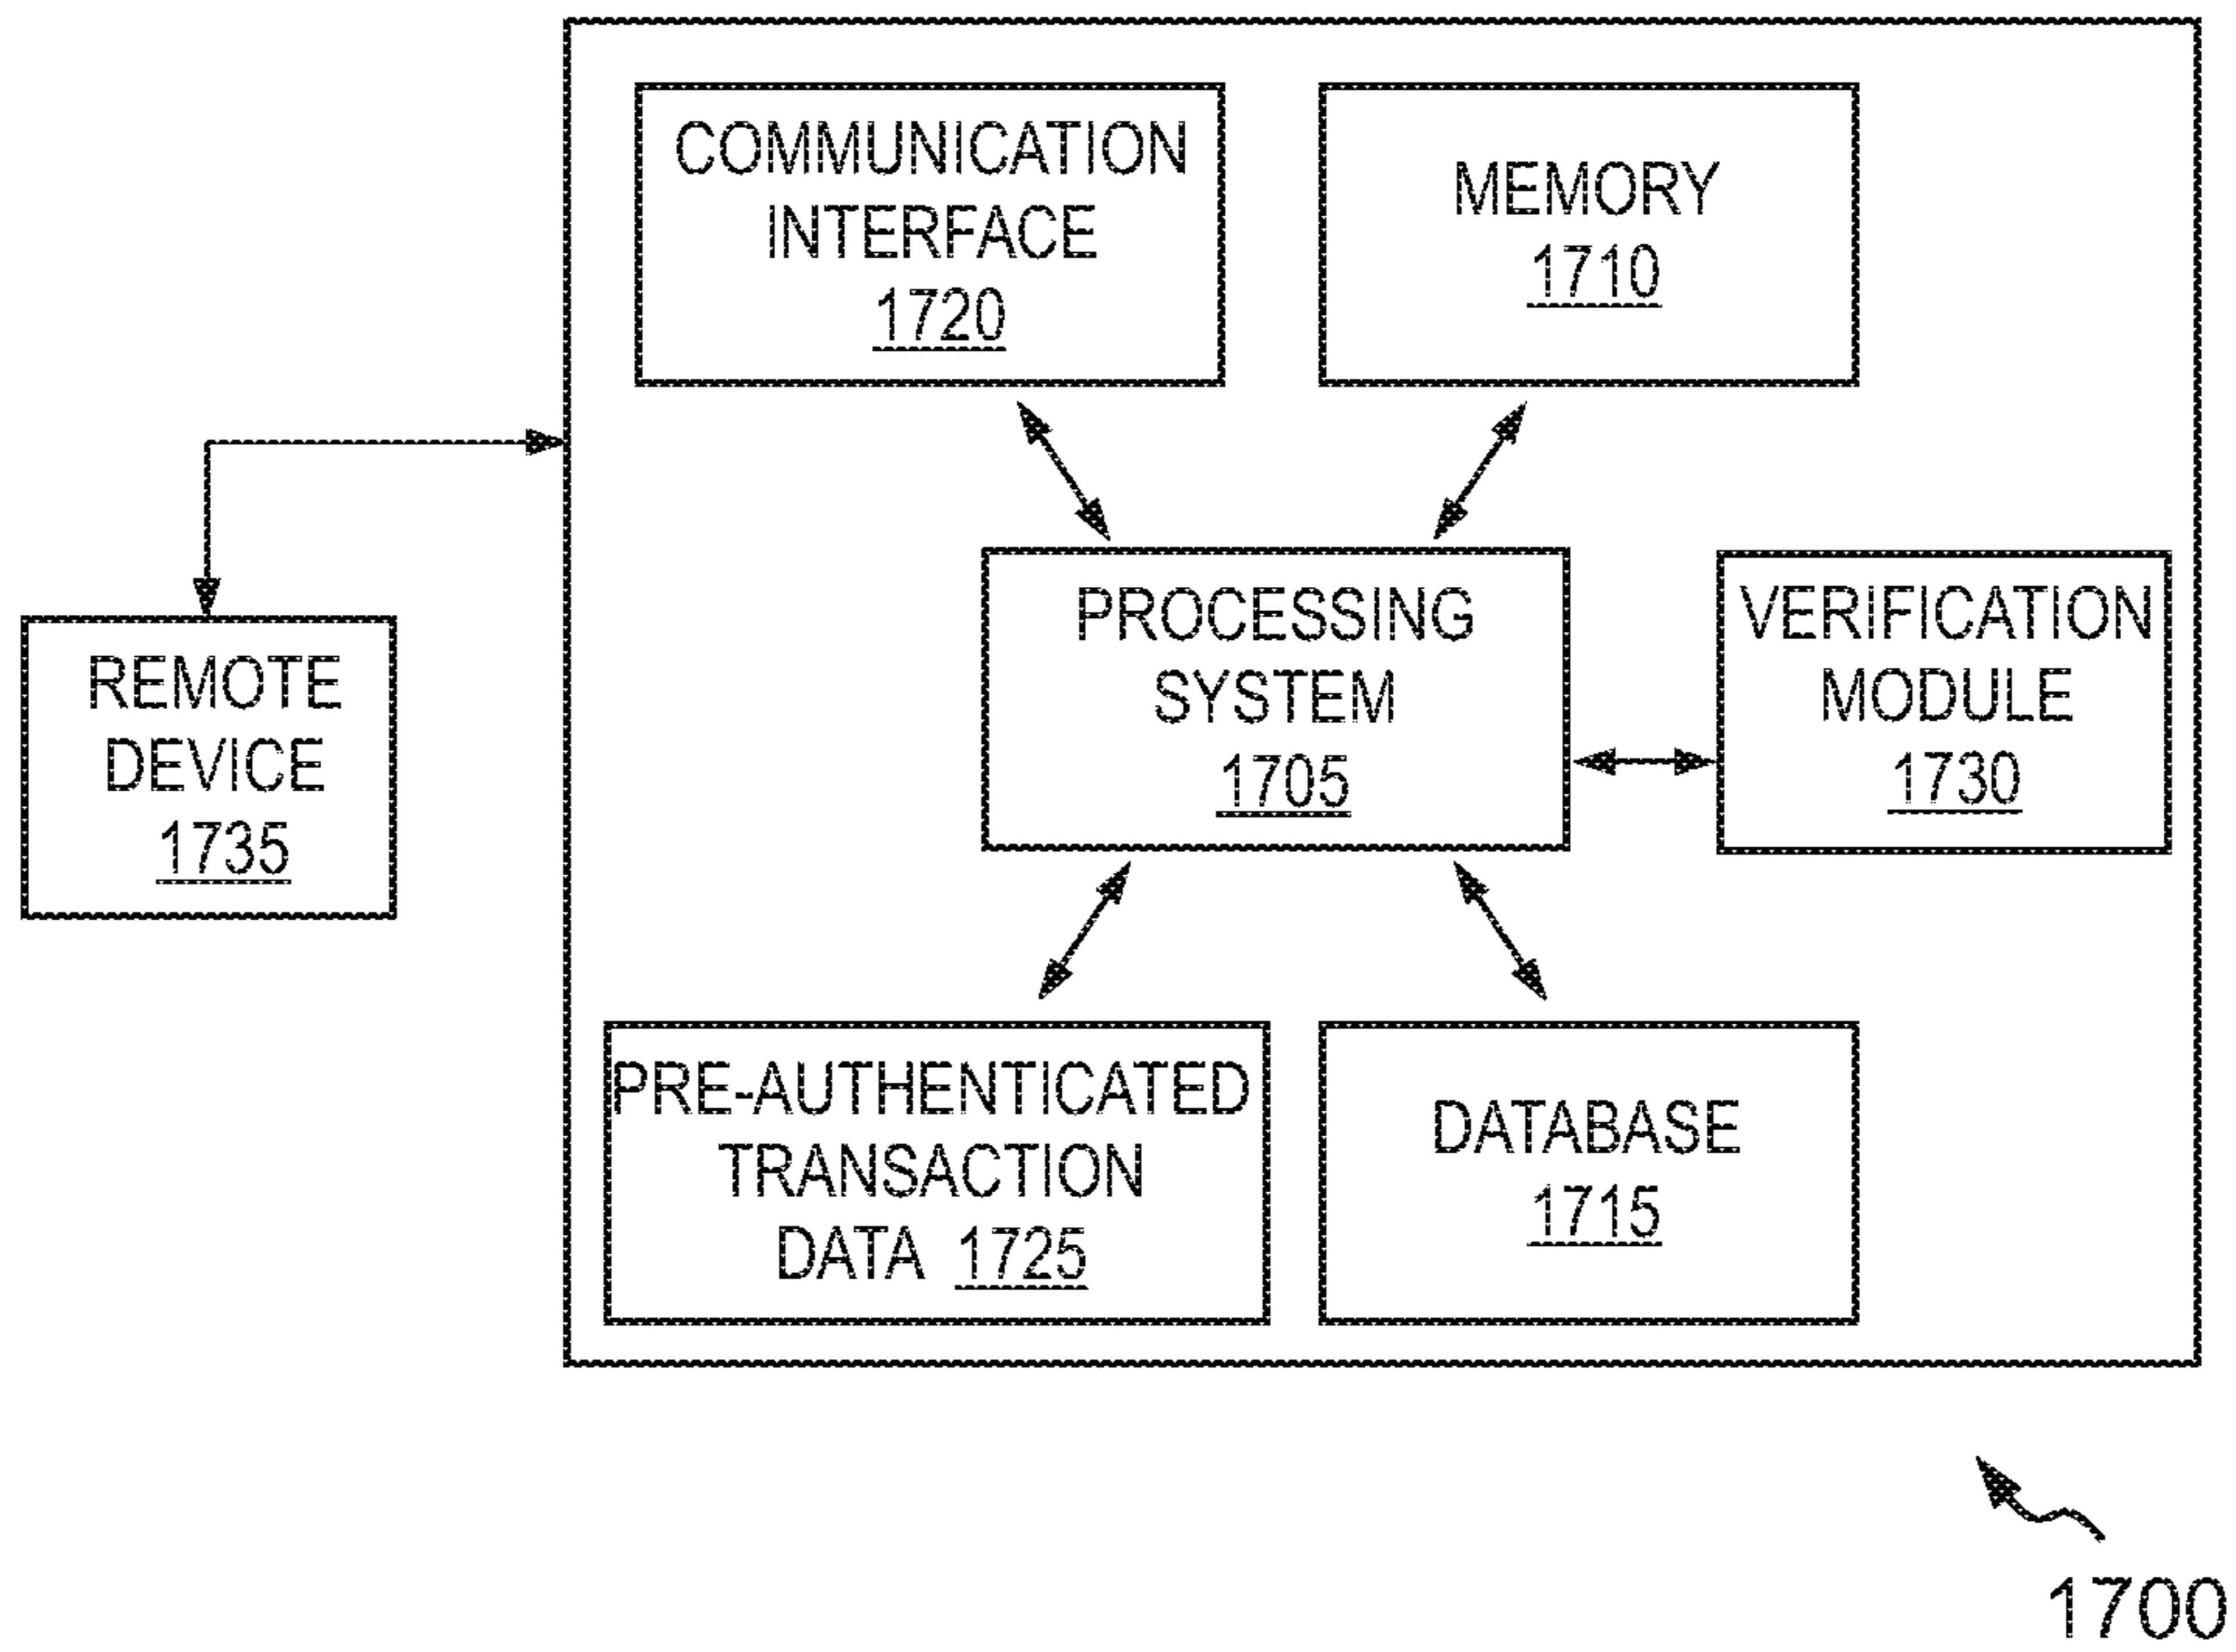 COMMUNICATION
INTERFACE
1720
MEMORY
1710
REMOTE
DEVICE
1735
PROCESSING
SYSTEM
1705
VERIFICATION
MODULE
1730
PRE-AUTHENTICATED
TRANSACTION
DATA 1725
DATABASE
1715
1700